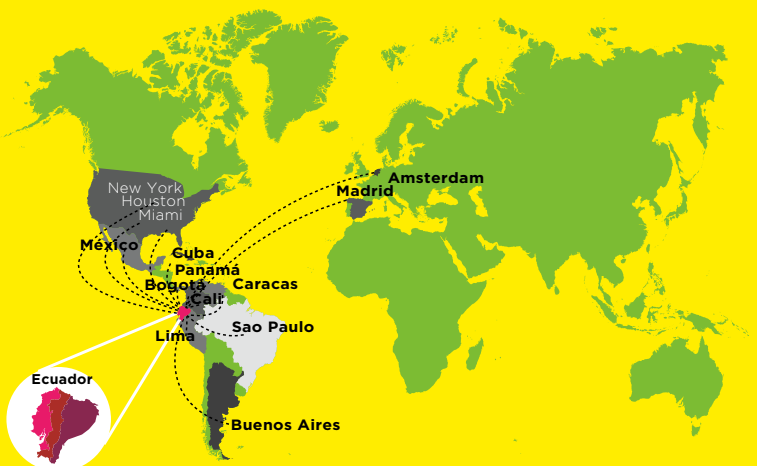 New York
Houston
Miami
Amsterdam
Madrid
México
Cuba
Panamá
Bogotá
Caracas
Cali
Sao Paulo
Lima
Ecuador
Buenos Aires